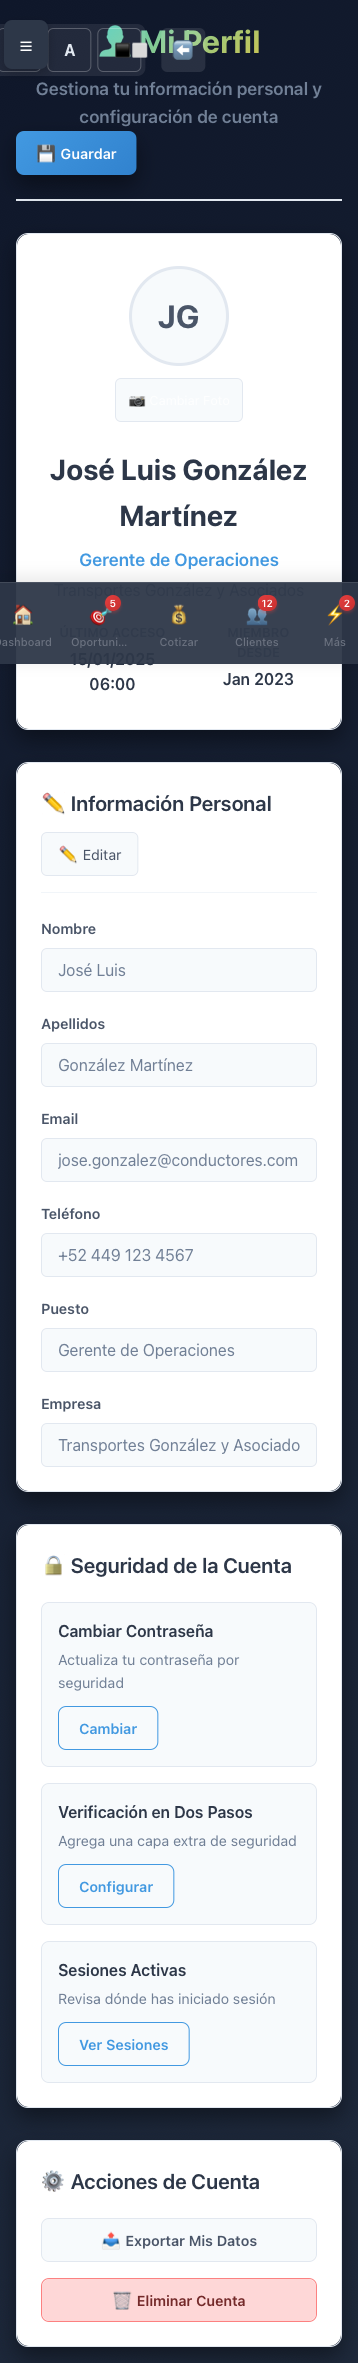 A
Mi Perfil
Gestiona tu información personal y
configuración de cuenta
Guardar
JG
Cambiar Foto
José Luis González
Martínez
Gerente de Operaciones
Transportes González y Asociados
5
12
2
Dashboard
Oportuni...
Cotizar
Clientes
Más
15/01/2025
06:00
Jan 2023
Información Personal
Editar
Nombre
José Luis
Apellidos
González Martínez
Email
jose.gonzalez@conductores.com
Teléfono
+52 449 123 4567
Puesto
Gerente de Operaciones
Empresa
Transportes González y Asociado
Seguridad de la Cuenta
Cambiar Contraseña
Actualiza tu contraseña por
seguridad
Cambiar
Verificación en Dos Pasos
Agrega una capa extra de seguridad
Configurar
Sesiones Activas
Revisa dónde has iniciado sesión
Ver Sesiones
Acciones de Cuenta
Exportar Mis Datos
Eliminar Cuenta